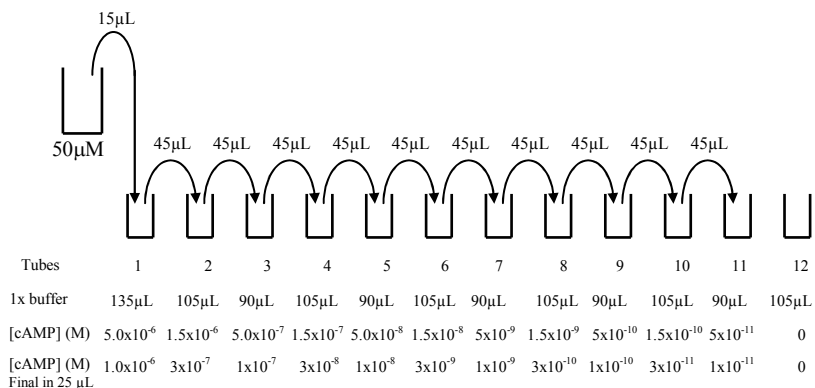 15µL
50µM
45µL 45µL 45µL 45µL 45µL 45µL 45µL 45µL 45µL 45µL
Tubes 1 2 3 4 5 6 7 8 9 10 11 12
1x buffer 135µL 105µL 90µL 105µL 90µL 105µL 90µL 105µL 90µL 105µL 90µL 105µL
[cAMP] (M) 5.0x10⁻⁶ 1.5x10⁻⁶ 5.0x10⁻⁷ 1.5x10⁻⁷ 5.0x10⁻⁸ 1.5x10⁻⁸ 5x10⁻⁹ 1.5x10⁻⁹ 5x10⁻¹⁰ 1.5x10⁻¹⁰ 5x10⁻¹¹ 0
[cAMP] (M) 1.0x10⁻⁶ 3x10⁻⁷ 1x10⁻⁷ 3x10⁻⁸ 1x10⁻⁸ 3x10⁻⁹ 1x10⁻⁹ 3x10⁻¹⁰ 1x10⁻¹⁰ 3x10⁻¹¹ 1x10⁻¹¹ 0
Final in 25 µL